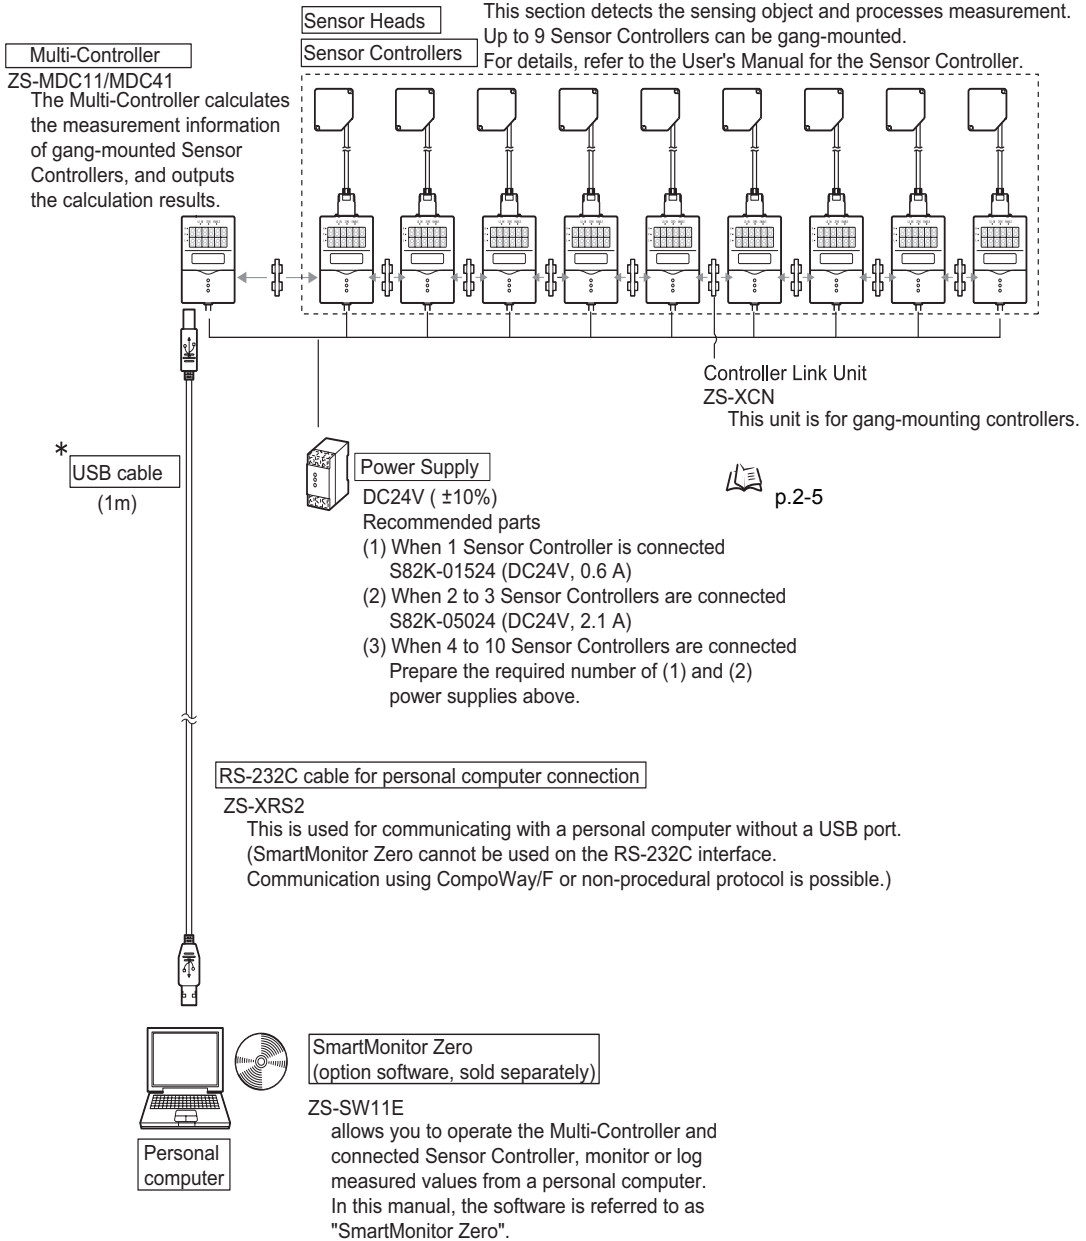 Sensor Heads
This section detects the sensing object and processes measurement.
Up to 9 Sensor Controllers can be gang-mounted.
Sensor Controllers
For details, refer to the User's Manual for the Sensor Controller.
Multi-Controller
ZS-MDC11/MDC41
The Multi-Controller calculates
the measurement information
of gang-mounted Sensor
Controllers, and outputs
the calculation results.
Controller Link Unit
ZS-XCN
This unit is for gang-mounting controllers.
p.2-5
*
USB cable
(1m)
Power Supply
DC24V ( ±10%)
Recommended parts
(1) When 1 Sensor Controller is connected
S82K-01524 (DC24V, 0.6 A)
(2) When 2 to 3 Sensor Controllers are connected
S82K-05024 (DC24V, 2.1 A)
(3) When 4 to 10 Sensor Controllers are connected
Prepare the required number of (1) and (2)
power supplies above.
RS-232C cable for personal computer connection
ZS-XRS2
This is used for communicating with a personal computer without a USB port.
(SmartMonitor Zero cannot be used on the RS-232C interface.
Communication using CompoWay/F or non-procedural protocol is possible.)
SmartMonitor Zero
(option software, sold separately)
ZS-SW11E
allows you to operate the Multi-Controller and
connected Sensor Controller, monitor or log
measured values from a personal computer.
In this manual, the software is referred to as
"SmartMonitor Zero".
Personal
computer